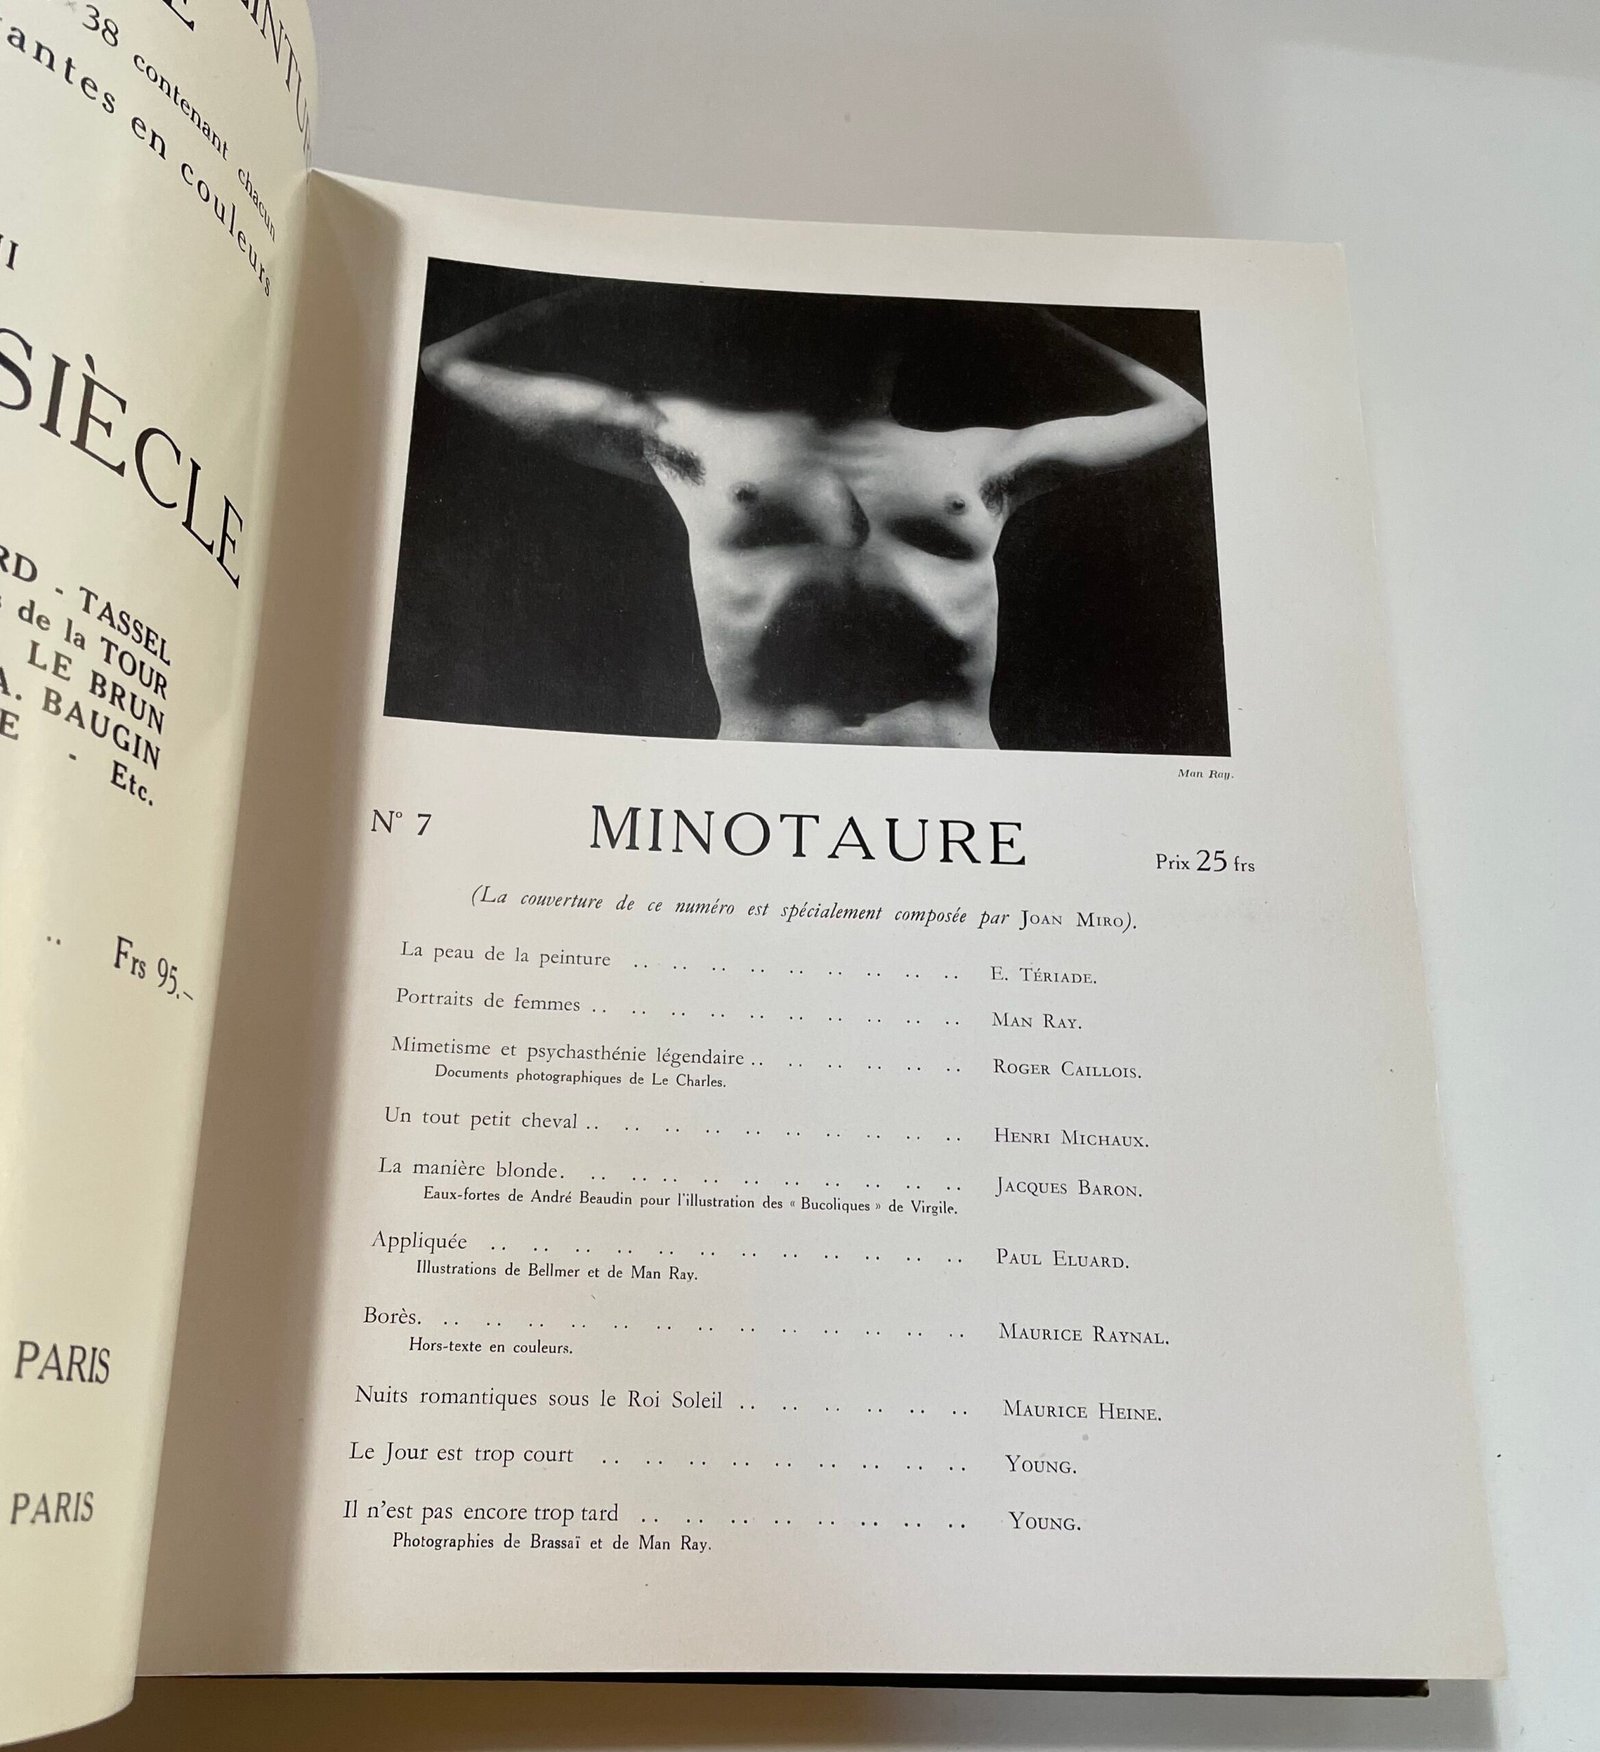 38 contenant chacun
en couleurs
SIÈCLE
- TASSEL
de la TOUR
LE BRUN
A. BAUGIN
- Etc.
.. Frs 95.-
PARIS
PARIS
Man Ray.
N° 7 MINOTAURE Prix 25 frs
(La couverture de ce numéro est spécialement composée par JOAN MIRO).
La peau de la peinture .. .. .. .. .. .. .. .. .. E. TÉRIADE.
Portraits de femmes .. .. .. .. .. .. .. .. .. .. MAN RAY.
Mimetisme et psychasthénie légendaire .. .. .. .. .. .. ROGER CAILLOIS.
Documents photographiques de Le Charles.
Un tout petit cheval .. .. .. .. .. .. .. .. .. .. HENRI MICHAUX.
La manière blonde. .. .. .. .. .. .. .. .. .. .. JACQUES BARON.
Eaux-fortes de André Beaudin pour l'illustration des « Bucoliques » de Virgile.
Appliquée .. .. .. .. .. .. .. .. .. .. .. .. PAUL ELUARD.
Illustrations de Bellmer et de Man Ray.
Borès. .. .. .. .. .. .. .. .. .. .. .. .. .. MAURICE RAYNAL.
Hors-texte en couleurs.
Nuits romantiques sous le Roi Soleil .. .. .. .. .. .. MAURICE HEINE.
Le Jour est trop court .. .. .. .. .. .. .. .. .. YOUNG.
Il n'est pas encore trop tard .. .. .. .. .. .. .. .. YOUNG.
Photographies de Brassaï et de Man Ray.